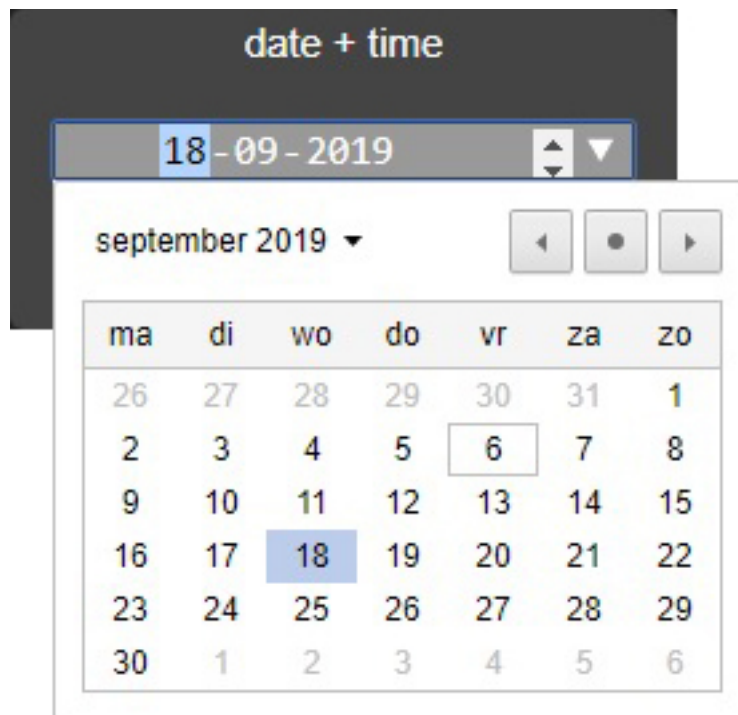 date + time
18-09-2019
september 2019
ma di wo do vr za zo
26 27 28 29 30 31 1
2 3 4 5 6 7 8
9 10 11 12 13 14 15
16 17 18 19 20 21 22
23 24 25 26 27 28 29
30 1 2 3 4 5 6